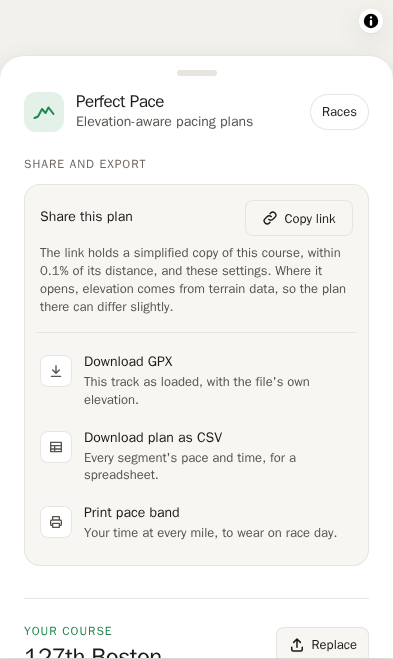 Perfect Pace
Elevation-aware pacing plans
Races
SHARE AND EXPORT
Share this plan
Copy link
The link holds a simplified copy of this course, within
0.1% of its distance, and these settings. Where it
opens, elevation comes from terrain data, so the plan
there can differ slightly.
Download GPX
This track as loaded, with the file's own
elevation.
Download plan as CSV
Every segment's pace and time, for a
spreadsheet.
Print pace band
Your time at every mile, to wear on race day.
YOUR COURSE
127th Boston
Replace